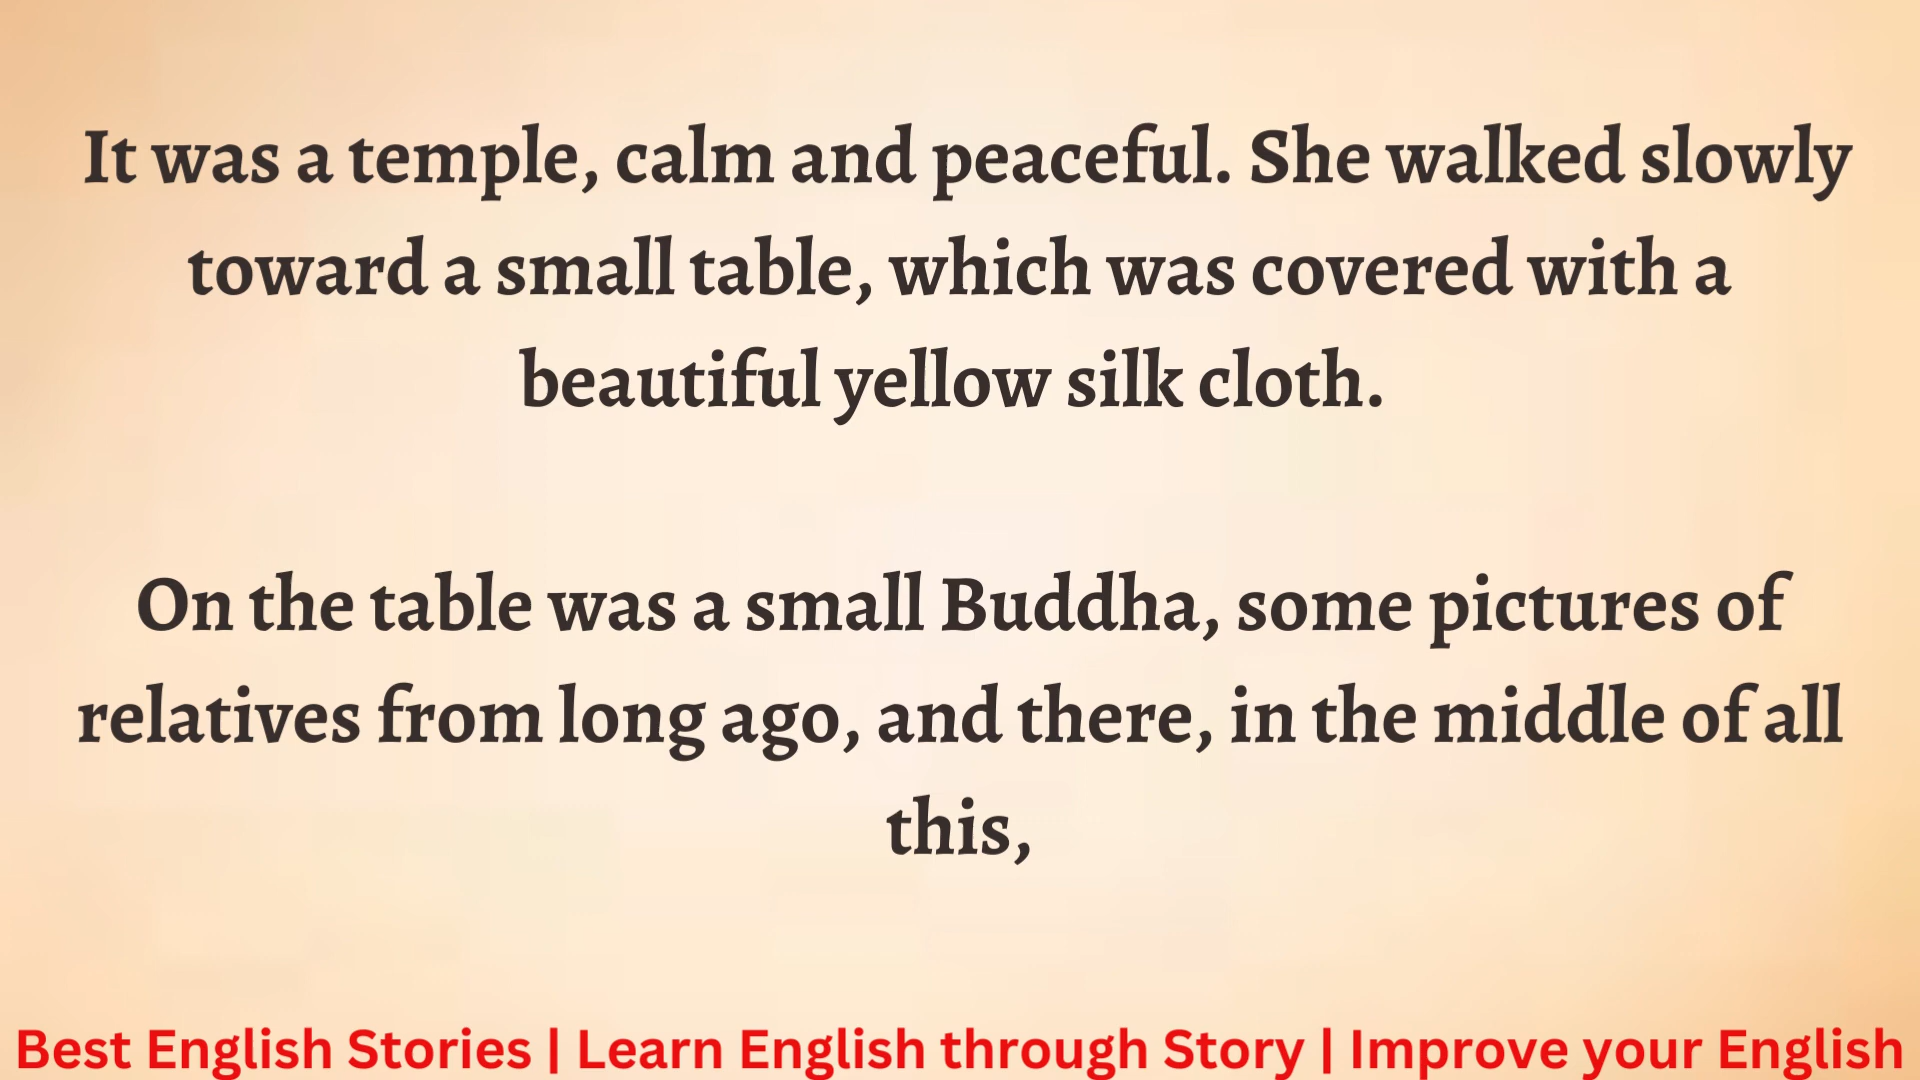 It was a temple, calm and peaceful. She walked slowly
toward a small table, which was covered with a
beautiful yellow silk cloth.
On the table was a small Buddha, some pictures of
relatives from long ago, and there, in the middle of all
this,
Best English Stories | Learn English through Story | Improve your English